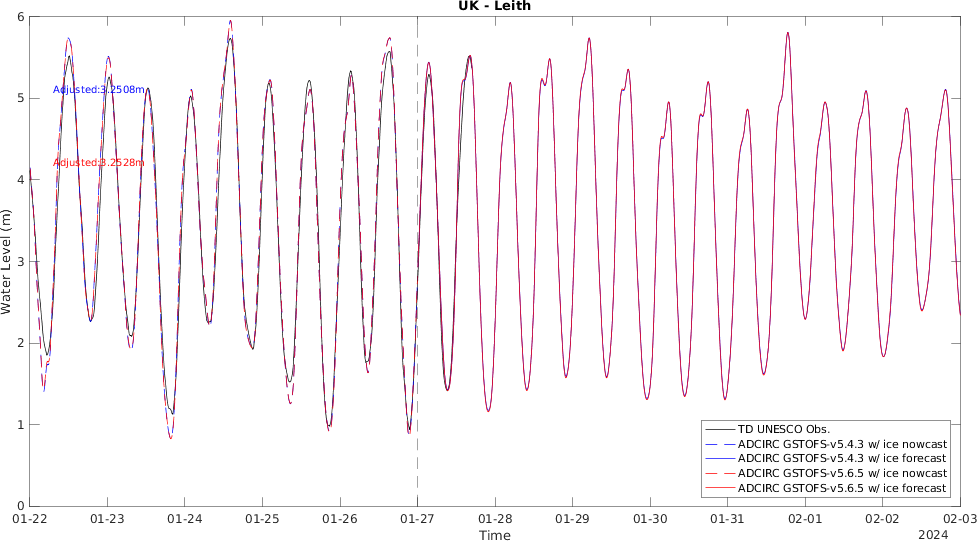 UK - Leith
6
5
4
3
2
1
0
Water Level (m)
Adjusted:3.2508m
Adjusted:3.2528m
TD UNESCO Obs.
ADCIRC GSTOFS-v5.4.3 w/ ice nowcast
ADCIRC GSTOFS-v5.4.3 w/ ice forecast
ADCIRC GSTOFS-v5.6.5 w/ ice nowcast
ADCIRC GSTOFS-v5.6.5 w/ ice forecast
01-22 01-23 01-24 01-25 01-26 01-27 01-28 01-29 01-30 01-31 02-01 02-02 02-03
Time
2024